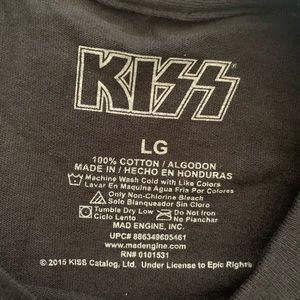 KISS
LG
100% COTTON / ALGODON
MADE IN / HECHO EN HONDURAS
Machine Wash Cold with Like Colors
Lavar En Maquina Agua Fria Por Colores
Only Non-Chlorine Bleach
Solo Blanqueador Sin Cloro
Tumble Dry Low Do Not Iron
Ciclo Lento No Planchar
MAD ENGINE, INC.
UPC# 886349605461
www.madengine.com
RN# 0101531
© 2015 KISS Catalog, Ltd. Under License to Epic Rights